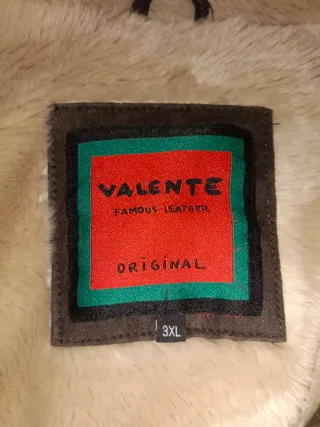 VALENTE
FAMOUS LEATHER
ORIGINAL
3XL